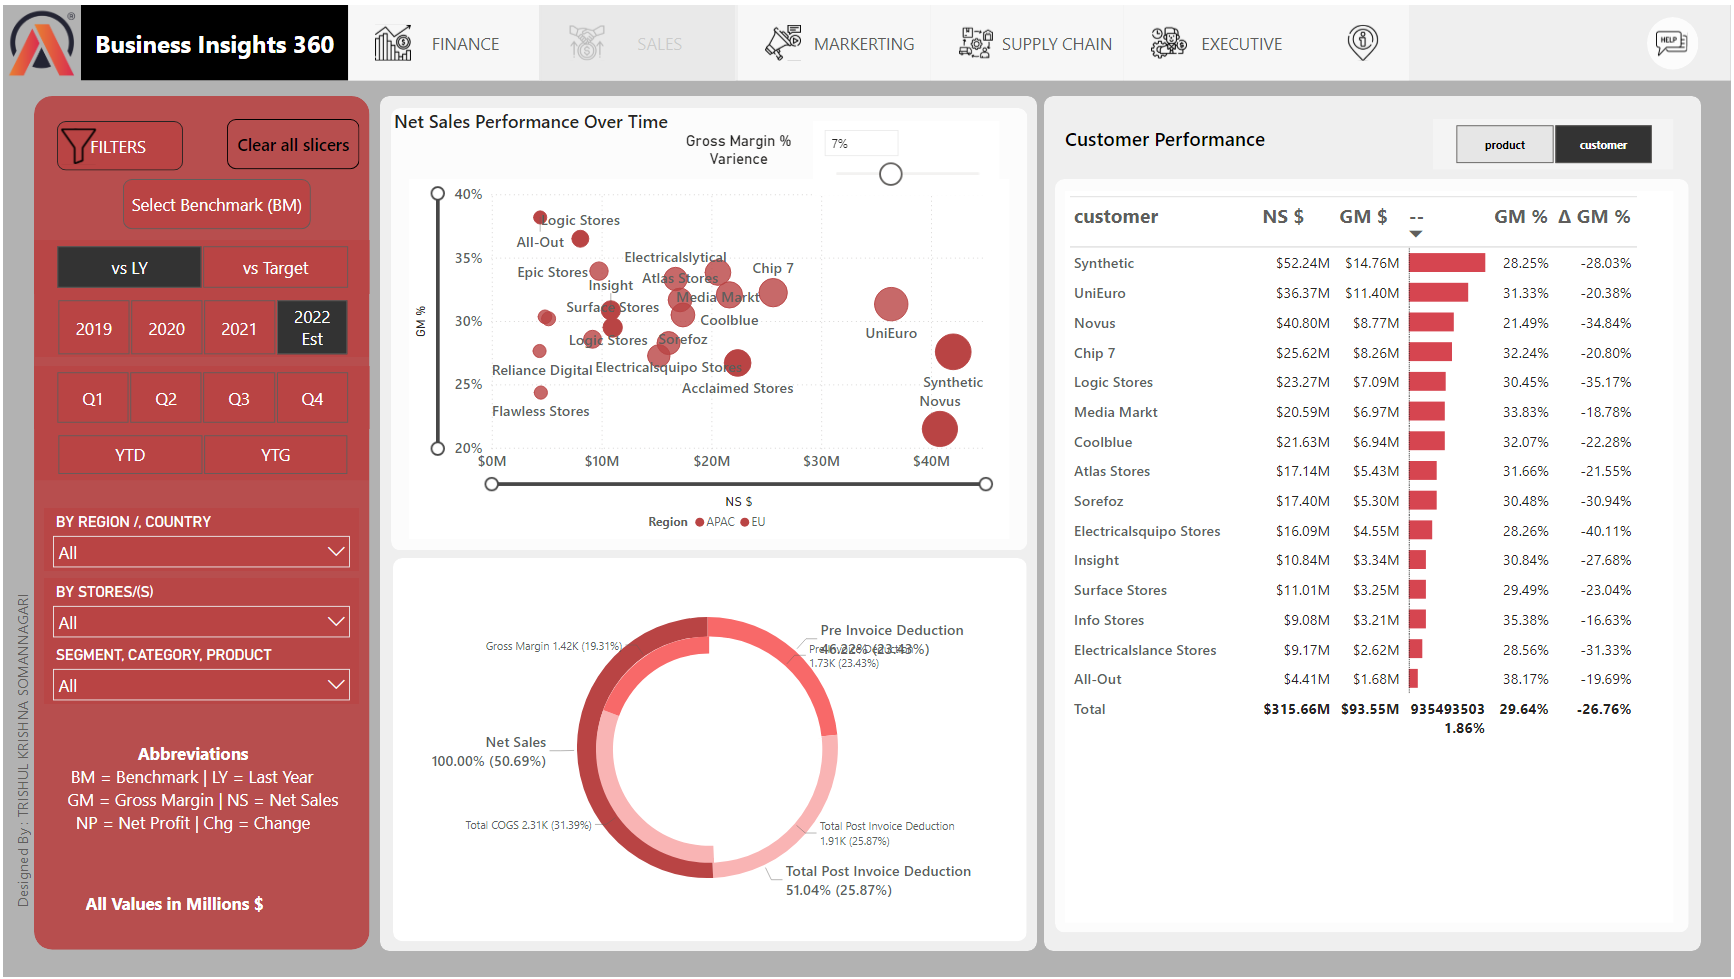 Business Insights 360
FINANCE
SALES
MARKERTING
SUPPLY CHAIN
EXECUTIVE
HELP
FILTERS
Clear all slicers
Select Benchmark (BM)
vs LY
vs Target
2019
2020
2021
2022
Est
Q1
Q2
Q3
Q4
YTD
YTG
BY REGION /, COUNTRY
All
BY STORES/(S)
All
SEGMENT, CATEGORY, PRODUCT
All
Abbreviations
BM = Benchmark | LY = Last Year
GM = Gross Margin | NS = Net Sales
NP = Net Profit | Chg = Change
All Values in Millions $
Designed By : TRISHUL KRISHNA SOMANNAGARI
Net Sales Performance Over Time
Gross Margin %
Varience
7%
GM %
40%
35%
30%
25%
20%
Logic Stores
All-Out
Electricalslytical
Epic Stores
Atlas Stores
Chip 7
Insight
Media Markt
Surface Stores
Coolblue
UniEuro
Logic Stores
Sorefoz
Reliance Digital
Electricalsquipo Stores
Acclaimed Stores
Synthetic
Flawless Stores
Novus
$0M
$10M
$20M
$30M
$40M
NS $
Region
APAC
EU
Gross Margin 1.42K (19.31%)
Pre Invoice Deduction
46.22% (23.43%)
1.73K (23.43%)
Net Sales
100.00% (50.69%)
Total COGS 2.31K (31.39%)
Total Post Invoice Deduction
1.91K (25.87%)
Total Post Invoice Deduction
51.04% (25.87%)
Customer Performance
product
customer
customer NS $ GM $ -- GM % Δ GM %
Synthetic $52.24M $14.76M 28.25% -28.03%
UniEuro $36.37M $11.40M 31.33% -20.38%
Novus $40.80M $8.77M 21.49% -34.84%
Chip 7 $25.62M $8.26M 32.24% -20.80%
Logic Stores $23.27M $7.09M 30.45% -35.17%
Media Markt $20.59M $6.97M 33.83% -18.78%
Coolblue $21.63M $6.94M 32.07% -22.28%
Atlas Stores $17.14M $5.43M 31.66% -21.55%
Sorefoz $17.40M $5.30M 30.48% -30.94%
Electricalsquipo Stores $16.09M $4.55M 28.26% -40.11%
Insight $10.84M $3.34M 30.84% -27.68%
Surface Stores $11.01M $3.25M 29.49% -23.04%
Info Stores $9.08M $3.21M 35.38% -16.63%
Electricalslance Stores $9.17M $2.62M 28.56% -31.33%
All-Out $4.41M $1.68M 38.17% -19.69%
Total $315.66M $93.55M 935493503 29.64% -26.76%
1.86%